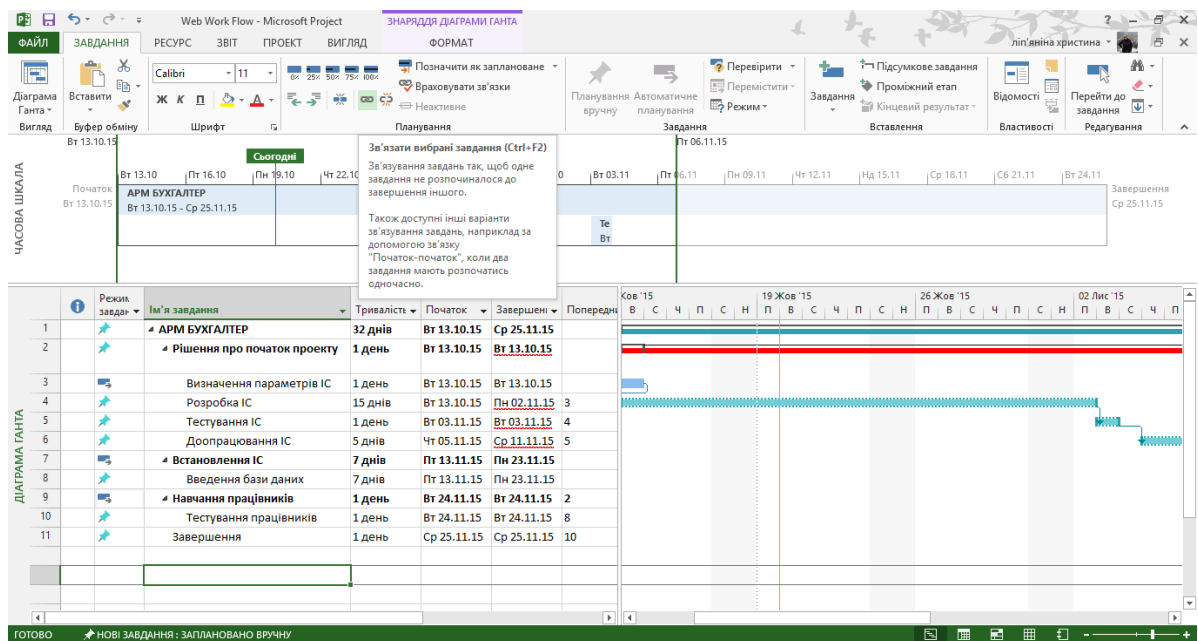 Web Work Flow - Microsoft Project
ЗНАРЯДДЯ ДІАГРАМИ ГАНТА
ФАЙЛ ЗАВДАННЯ РЕСУРС ЗВІТ ПРОЕКТ ВИГЛЯД ФОРМАТ
ліп'яніна христина
Діаграма Ганта
Вигляд
Вставити
Буфер обміну
Calibri 11
Ж К П
Шрифт
0% 25% 50% 75% 100%
Позначити як заплановане
Враховувати зв'язки
Неактивне
Планування
Планування вручну
Автоматичне планування
Перевірити
Перемістити
Режим
Завдання
Завдання
Підсумкове завдання
Проміжний етап
Кінцевий результат
Вставлення
Відомості
Властивості
Перейти до завдання
Редагування
Зв'язати вибрані завдання (Ctrl+F2)
Зв'язування завдань так, щоб одне
завдання не розпочиналося до
завершення іншого.
Також доступні інші варіанти
зв'язування завдань, наприклад за
допомогою зв'язку
"Початок-початок", коли два
завдання мають розпочатись
одночасно.
ЧАСОВА ШКАЛА
Вт 13.10.15 Пт 06.11.15
Сьогодні
Вт 13.10 Пт 16.10 Пн 19.10 Чт 22.10 0 Вт 03.11 Пт 06.11 Пн 09.11 Чт 12.11 Нд 15.11 Ср 18.11 Сб 21.11 Вт 24.11
Початок
Вт 13.10.15
АРМ БУХГАЛТЕР
Вт 13.10.15 - Ср 25.11.15
Завершення
Ср 25.11.15
Те
Вт
ДІАГРАМА ГАНТА
Режим завдан Ім'я завдання Тривалість Початок Завершенн Попередни
Жов '15 19 Жов '15 26 Жов '15 02 Лис '15
В С Ч П С Н П В С Ч П С Н П В С Ч П С Н П В С Ч П
1 АРМ БУХГАЛТЕР 32 днів Вт 13.10.15 Ср 25.11.15
2 Рішення про початок проекту 1 день Вт 13.10.15 Вт 13.10.15
3 Визначення параметрів ІС 1 день Вт 13.10.15 Вт 13.10.15
4 Розробка ІС 15 днів Вт 13.10.15 Пн 02.11.15 3
5 Тестування ІС 1 день Вт 03.11.15 Вт 03.11.15 4
6 Доопрацювання ІС 5 днів Чт 05.11.15 Ср 11.11.15 5
7 Встановлення ІС 7 днів Пт 13.11.15 Пн 23.11.15
8 Введення бази даних 7 днів Пт 13.11.15 Пн 23.11.15
9 Навчання працівників 1 день Вт 24.11.15 Вт 24.11.15 2
10 Тестування працівників 1 день Вт 24.11.15 Вт 24.11.15 8
11 Завершення 1 день Ср 25.11.15 Ср 25.11.15 10
ГОТОВО НОВІ ЗАВДАННЯ : ЗАПЛАНОВАНО ВРУЧНУ